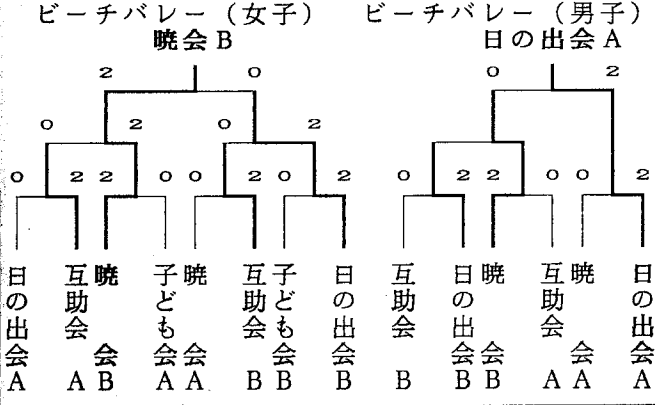 ビーチバレー(女子)
暁会B
2 0
0 2 0 2
0 2 2 0 0 2 0 2
日の出会A
互助会A
暁会B
子ども会A
暁会A
互助会B
子ども会B
日の出会B
ビーチバレー(男子)
日の出会A
0 2
0 2 2 0 0 2
互助会B
日の出会B
暁会B
互助会A
暁会A
日の出会A